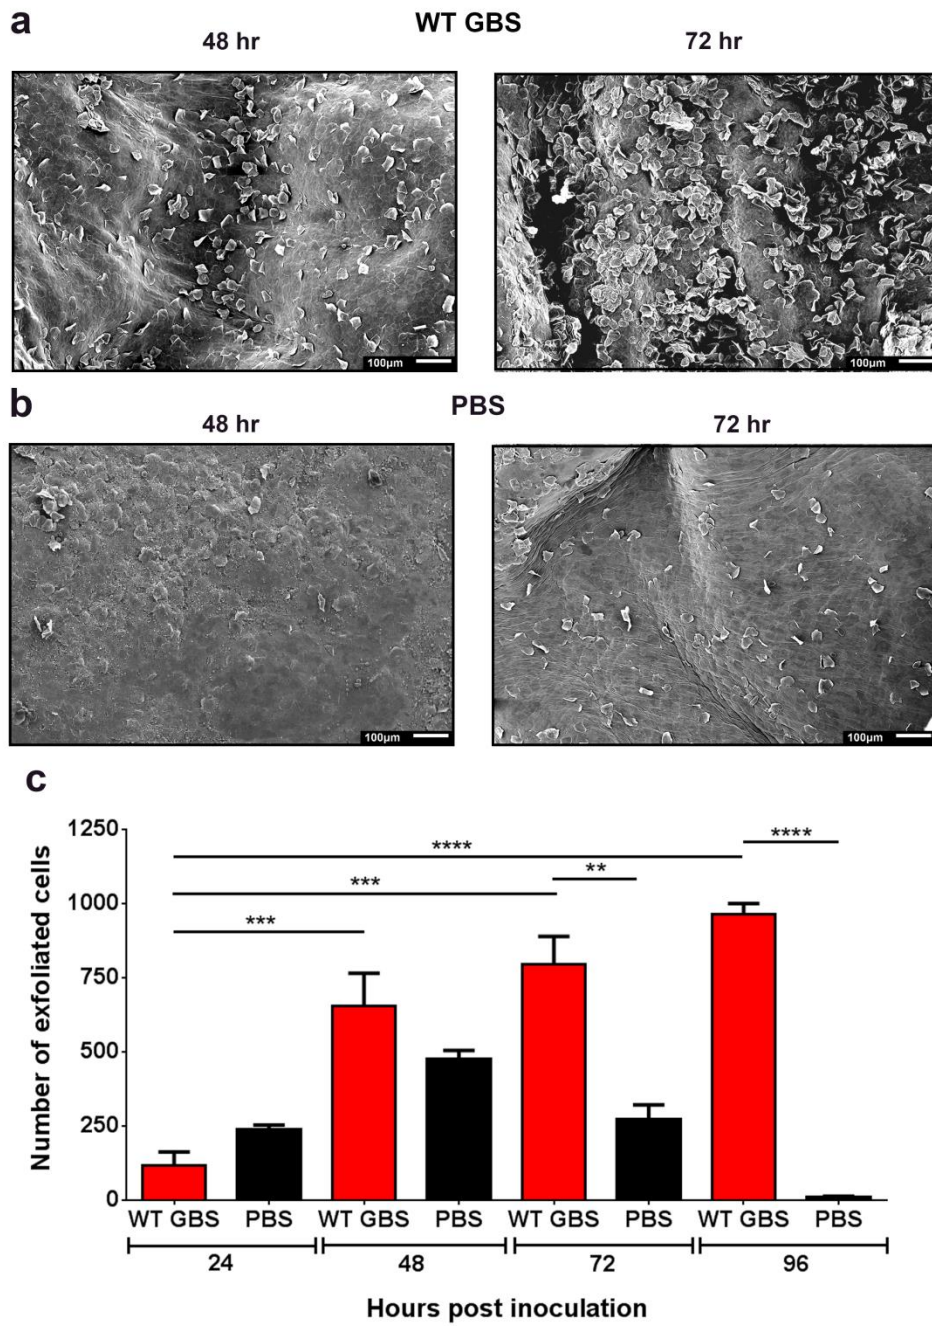 a
WT GBS
48 hr
72 hr
100µm
100µm
b
PBS
48 hr
72 hr
100µm
100µm
c
Number of exfoliated cells
1250
1000
750
500
250
0
****
****
***
**
***
WT GBS PBS WT GBS PBS WT GBS PBS WT GBS PBS
24 48 72 96
Hours post inoculation